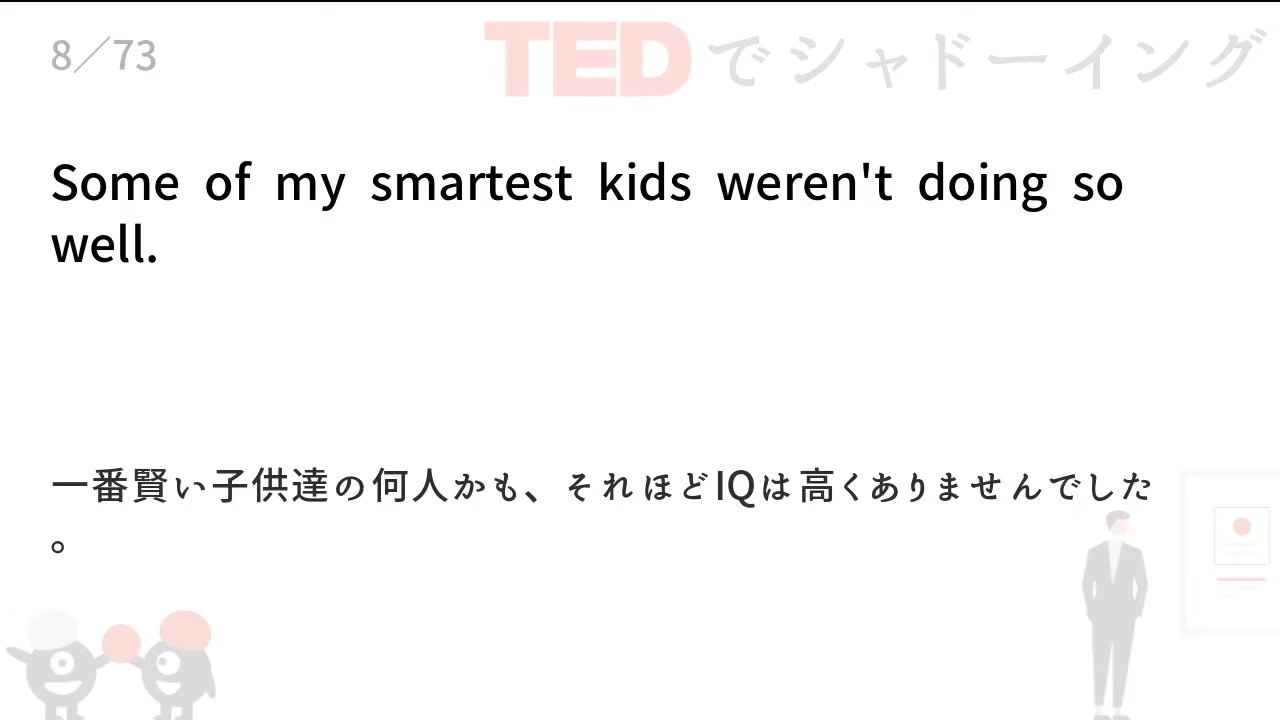 8／73
TEDでシャドーイング
Some of my smartest kids weren't doing so
well.
一番賢い子供達の何人かも、それほどIQは高くありませんでした
。